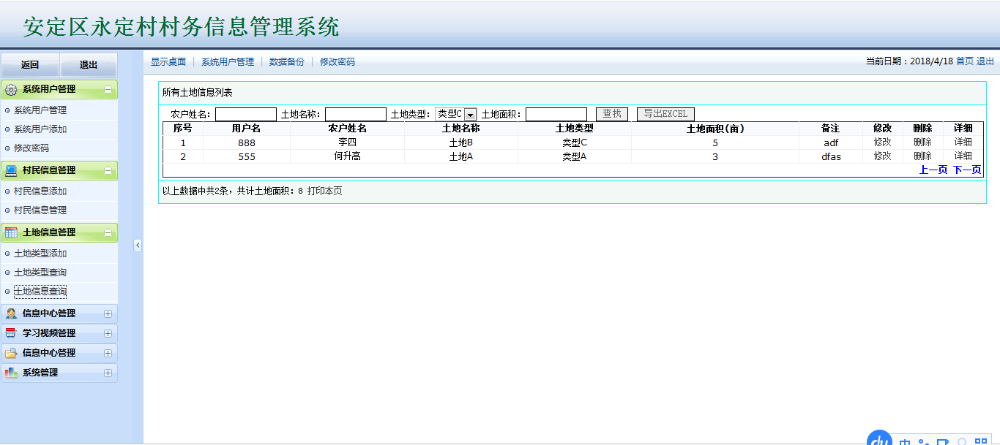 安定区永定村村务信息管理系统
返回 退出
显示桌面 | 系统用户管理 | 数据备份 | 修改密码 当前日期：2018/4/18 首页 退出
系统用户管理
系统用户管理
系统用户添加
修改密码
村民信息管理
村民信息添加
村民信息管理
土地信息管理
土地类型添加
土地类型查询
土地信息查询
信息中心管理
学习视频管理
信息中心管理
系统管理
所有土地信息列表
农户姓名： 土地名称： 土地类型： 类型C 土地面积： 查找 导出EXCEL
序号 用户名 农户姓名 土地名称 土地类型 土地面积(亩) 备注 修改 删除 详细
1 888 李四 土地B 类型C 5 adf 修改 删除 详细
2 555 何升高 土地A 类型A 3 dfas 修改 删除 详细
上一页 下一页
以上数据中共2条，共计土地面积：8 打印本页
du 中